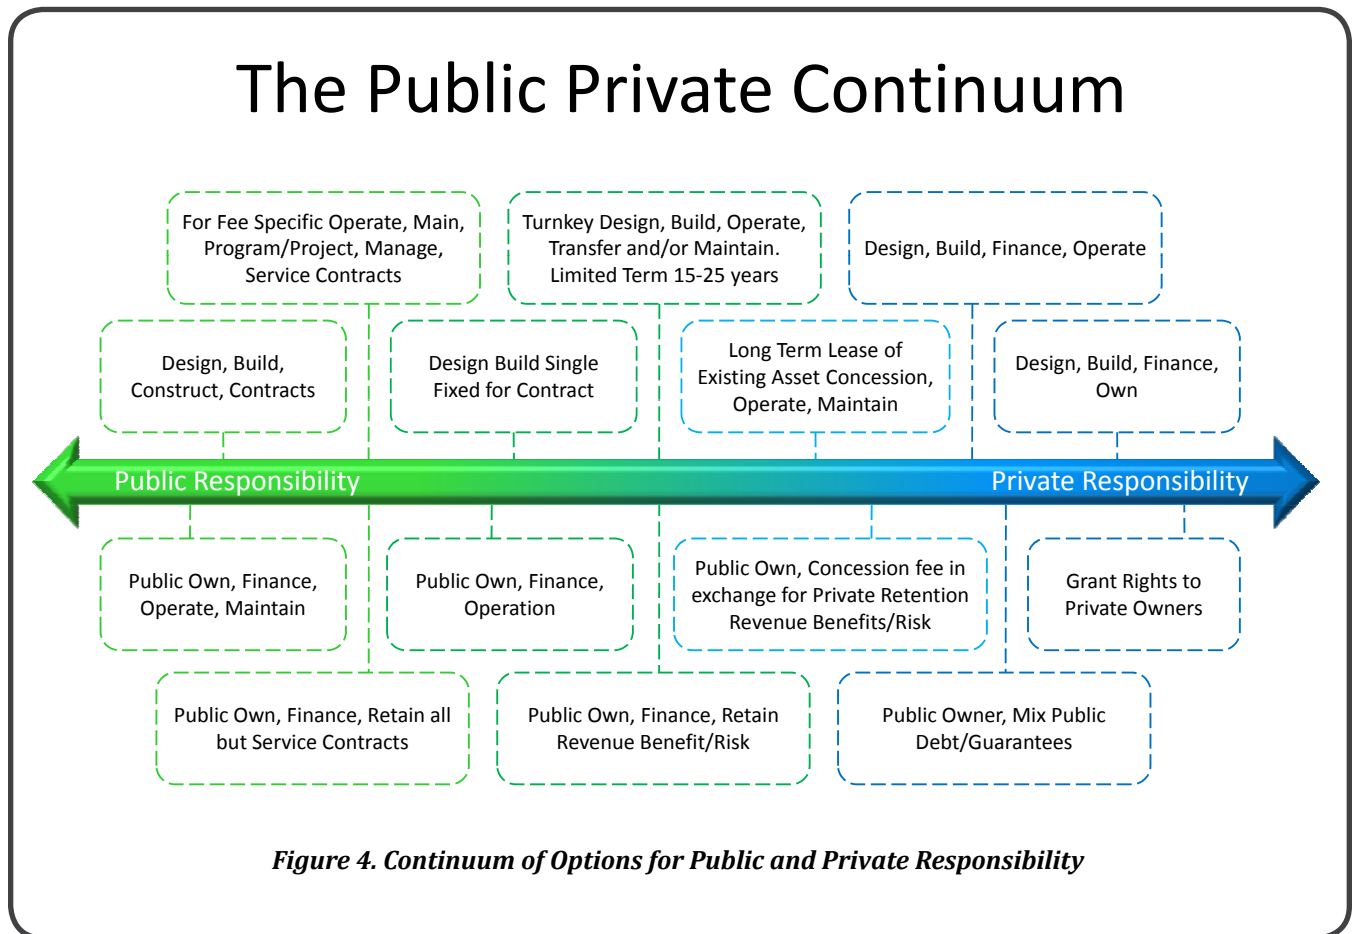 The Public Private Continuum
For Fee Specific Operate, Main,
Program/Project, Manage,
Service Contracts
Turnkey Design, Build, Operate,
Transfer and/or Maintain.
Limited Term 15-25 years
Design, Build, Finance, Operate
Design, Build,
Construct, Contracts
Design Build Single
Fixed for Contract
Long Term Lease of
Existing Asset Concession,
Operate, Maintain
Design, Build, Finance,
Own
Public Responsibility
Private Responsibility
Public Own, Finance,
Operate, Maintain
Public Own, Finance,
Operation
Public Own, Concession fee in
exchange for Private Retention
Revenue Benefits/Risk
Grant Rights to
Private Owners
Public Own, Finance, Retain all
but Service Contracts
Public Own, Finance, Retain
Revenue Benefit/Risk
Public Owner, Mix Public
Debt/Guarantees
Figure 4. Continuum of Options for Public and Private Responsibility